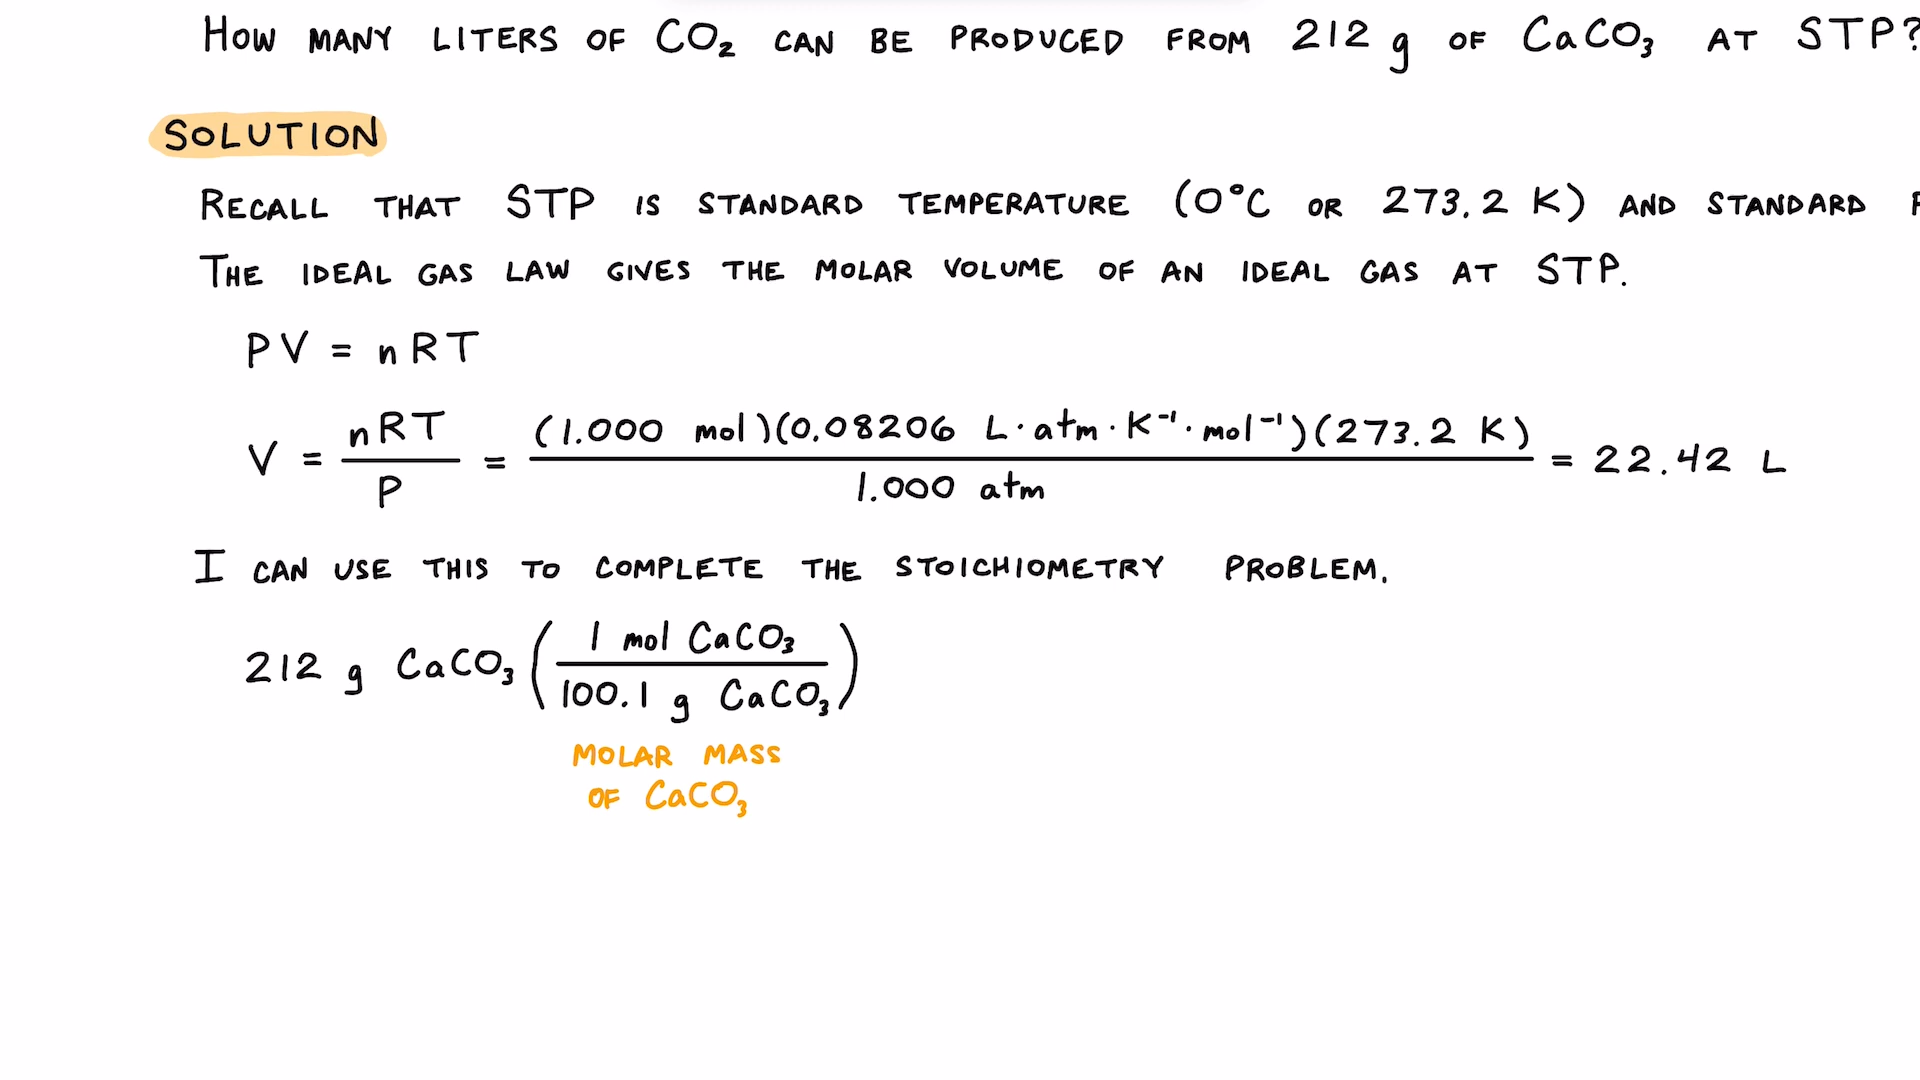 HOW MANY LITERS OF CO₂ CAN BE PRODUCED FROM 212 g OF CaCO₃ AT STP?
SOLUTION
RECALL THAT STP IS STANDARD TEMPERATURE (0°C OR 273.2 K) AND STANDARD
THE IDEAL GAS LAW GIVES THE MOLAR VOLUME OF AN IDEAL GAS AT STP.
PV = nRT
V = nRT / P = (1.000 mol)(0.08206 L·atm·K⁻¹·mol⁻¹)(273.2 K) / 1.000 atm = 22.42 L
I CAN USE THIS TO COMPLETE THE STOICHIOMETRY PROBLEM.
212 g CaCO₃ (1 mol CaCO₃ / 100.1 g CaCO₃)
MOLAR MASS
OF CaCO₃